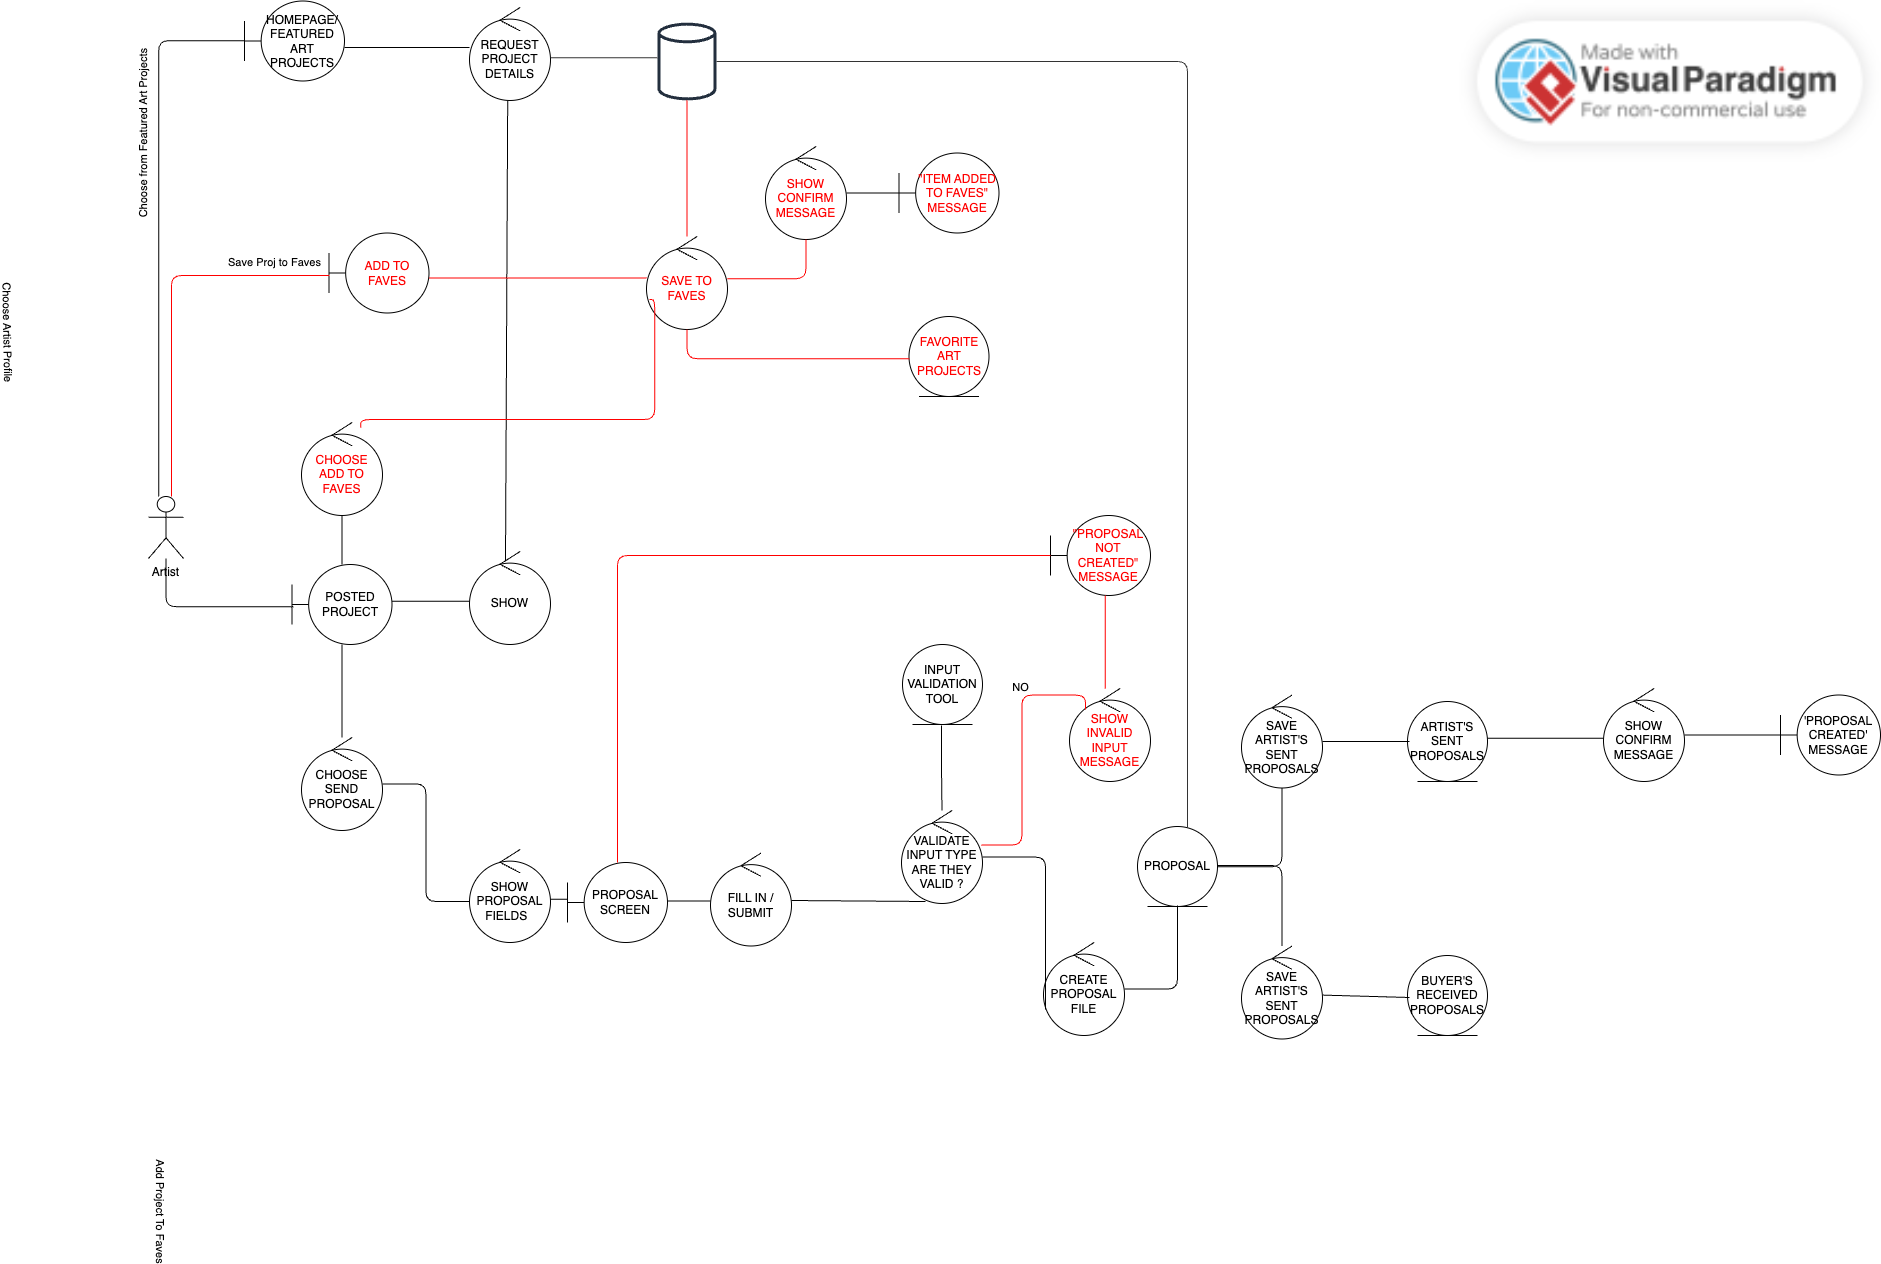 HOMEPAGE/
FEATURED
ART
PROJECTS
REQUEST
PROJECT
DETAILS
Made with
Visual Paradigm
For non-commercial use
Choose from Featured Art Projects
SHOW
CONFIRM
MESSAGE
"ITEM ADDED
TO FAVES"
MESSAGE
Save Proj to Faves
ADD TO
FAVES
SAVE TO
FAVES
Choose Artist Profile
FAVORITE
ART
PROJECTS
CHOOSE
ADD TO
FAVES
Artist
"PROPOSAL
NOT
CREATED"
MESSAGE
POSTED
PROJECT
SHOW
INPUT
VALIDATION
TOOL
NO
SHOW
INVALID
INPUT
MESSAGE
SAVE
ARTIST'S
SENT
PROPOSALS
ARTIST'S
SENT
PROPOSALS
SHOW
CONFIRM
MESSAGE
'PROPOSAL
CREATED'
MESSAGE
CHOOSE
SEND
PROPOSAL
VALIDATE
INPUT TYPE
ARE THEY
VALID ?
PROPOSAL
SHOW
PROPOSAL
FIELDS
PROPOSAL
SCREEN
FILL IN /
SUBMIT
CREATE
PROPOSAL
FILE
SAVE
ARTIST'S
SENT
PROPOSALS
BUYER'S
RECEIVED
PROPOSALS
Add Project To Faves